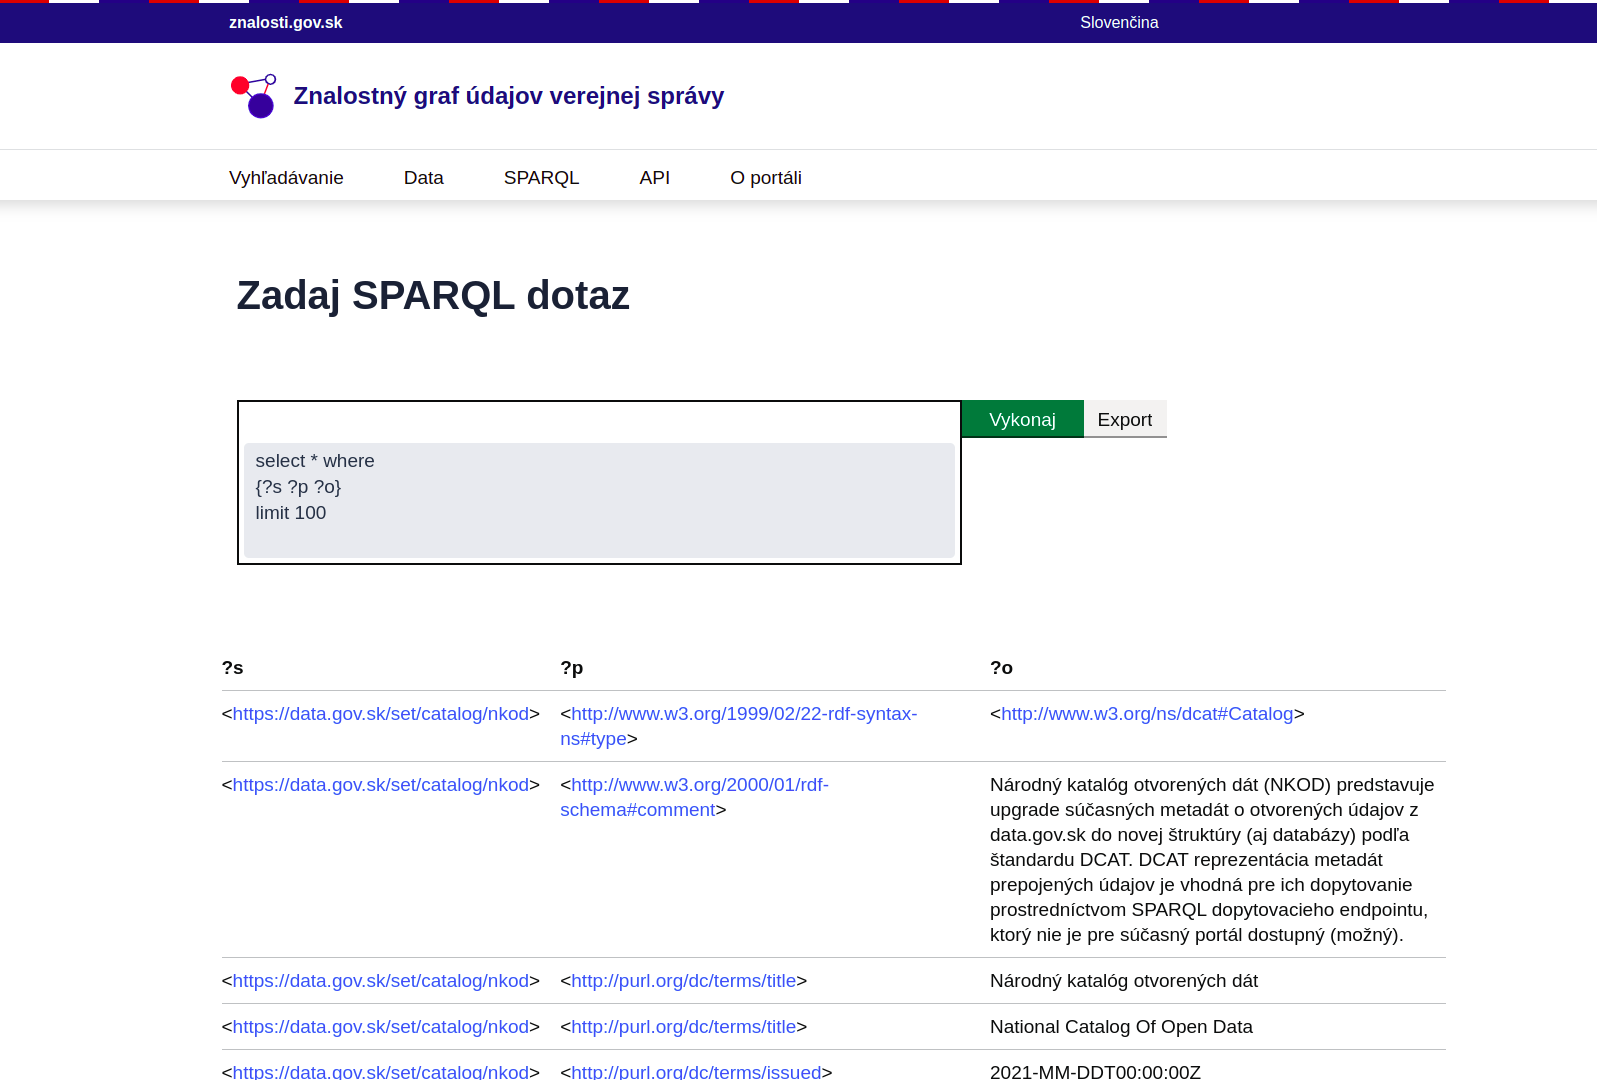 znalosti.gov.sk
Slovenčina
Znalostný graf údajov verejnej správy
Vyhľadávanie Data SPARQL API O portáli
Zadaj SPARQL dotaz
Vykonaj Export
select * where
{?s ?p ?o}
limit 100
?s ?p ?o
<https://data.gov.sk/set/catalog/nkod> <http://www.w3.org/1999/02/22-rdf-syntax- <http://www.w3.org/ns/dcat#Catalog>
ns#type>
<https://data.gov.sk/set/catalog/nkod> <http://www.w3.org/2000/01/rdf- Národný katalóg otvorených dát (NKOD) predstavuje
schema#comment> upgrade súčasných metadát o otvorených údajov z
data.gov.sk do novej štruktúry (aj databázy) podľa
štandardu DCAT. DCAT reprezentácia metadát
prepojených údajov je vhodná pre ich dopytovanie
prostredníctvom SPARQL dopytovacieho endpointu,
ktorý nie je pre súčasný portál dostupný (možný).
<https://data.gov.sk/set/catalog/nkod> <http://purl.org/dc/terms/title> Národný katalóg otvorených dát
<https://data.gov.sk/set/catalog/nkod> <http://purl.org/dc/terms/title> National Catalog Of Open Data
<https://data.gov.sk/set/catalog/nkod> <http://purl.org/dc/terms/issued> 2021-MM-DDT00:00:00Z